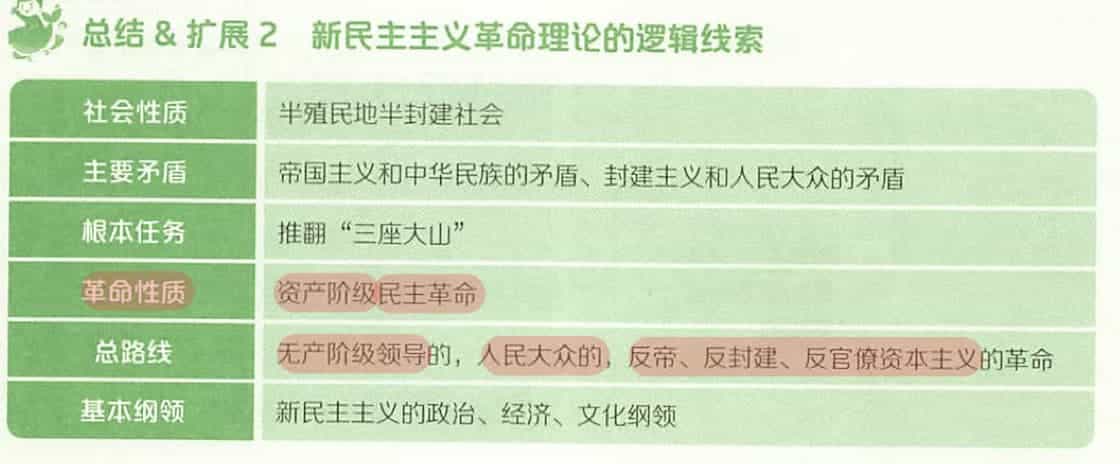 总结 & 扩展 2 新民主主义革命理论的逻辑线索
社会性质 半殖民地半封建社会
主要矛盾 帝国主义和中华民族的矛盾、封建主义和人民大众的矛盾
根本任务 推翻“三座大山”
革命性质 资产阶级民主革命
总路线 无产阶级领导的，人民大众的，反帝、反封建、反官僚资本主义的革命
基本纲领 新民主主义的政治、经济、文化纲领